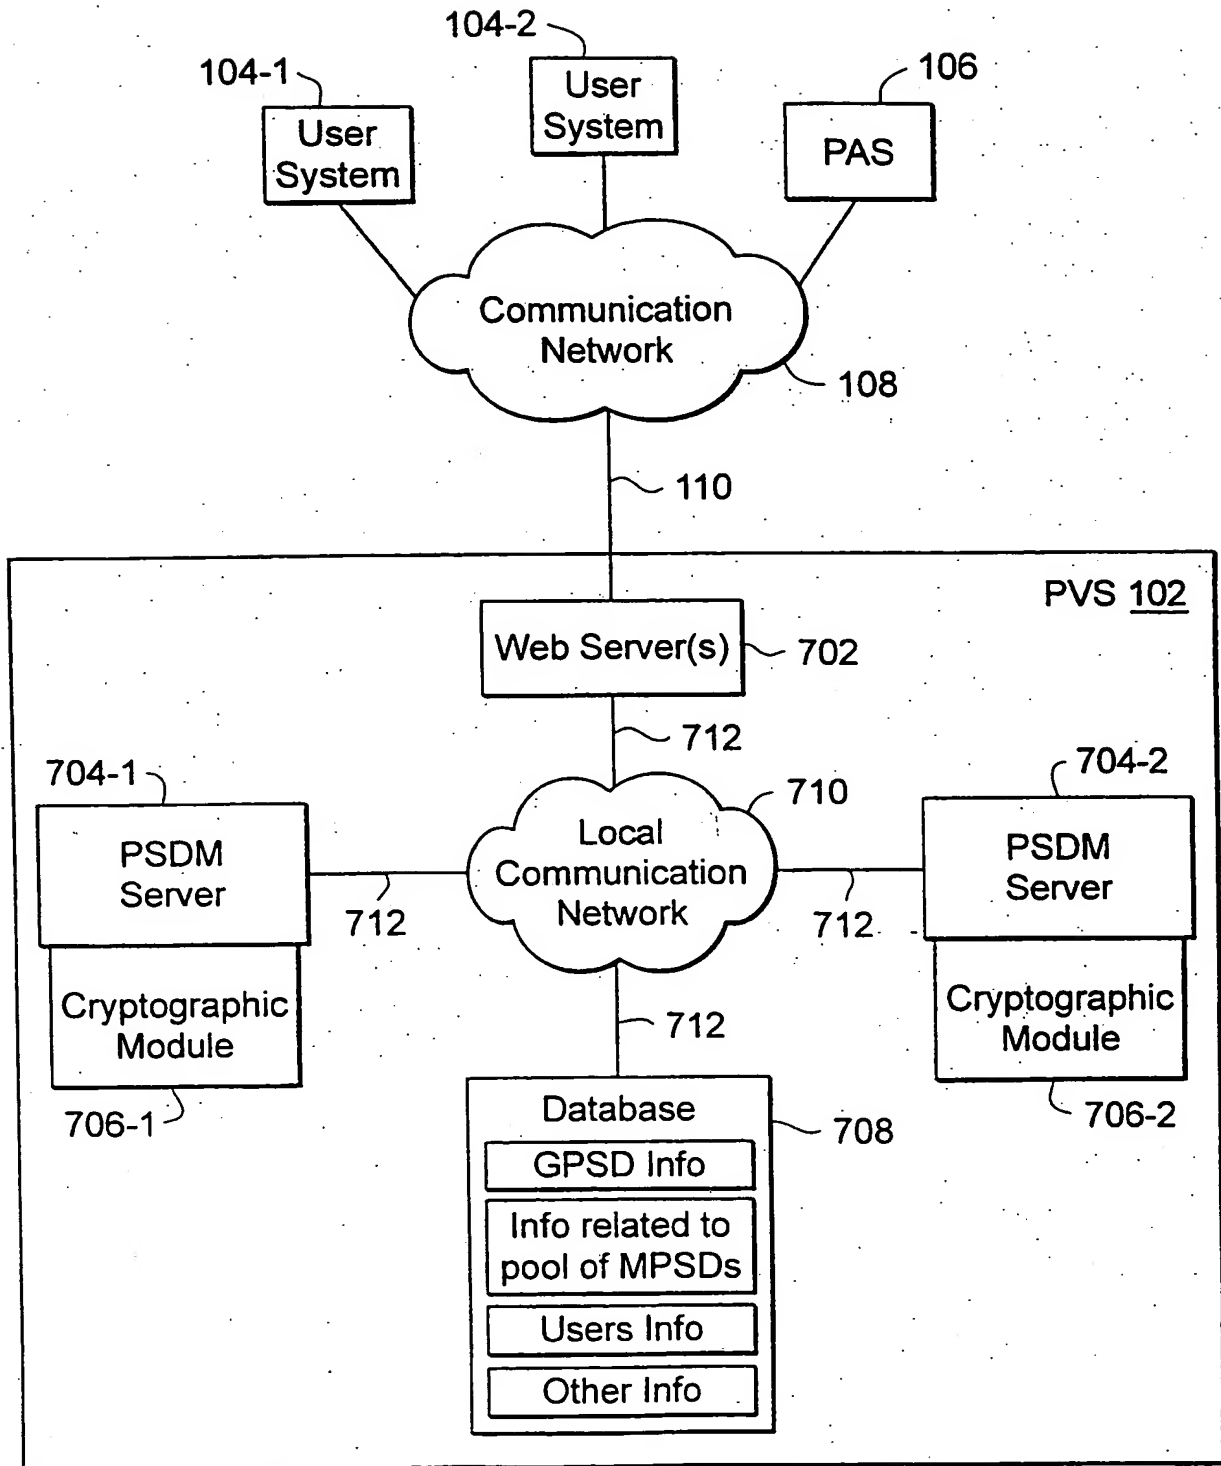 104-2
104-1
106
User
System
User
System
PAS
Communication
Network
108
110
PVS 102
Web Server(s)
702
712
704-1
704-2
710
PSDM
Server
Local
Communication
Network
PSDM
Server
712
712
Cryptographic
Module
Cryptographic
Module
712
706-1
706-2
Database
708
GPSD Info
Info related to
pool of MPSDs
Users Info
Other Info